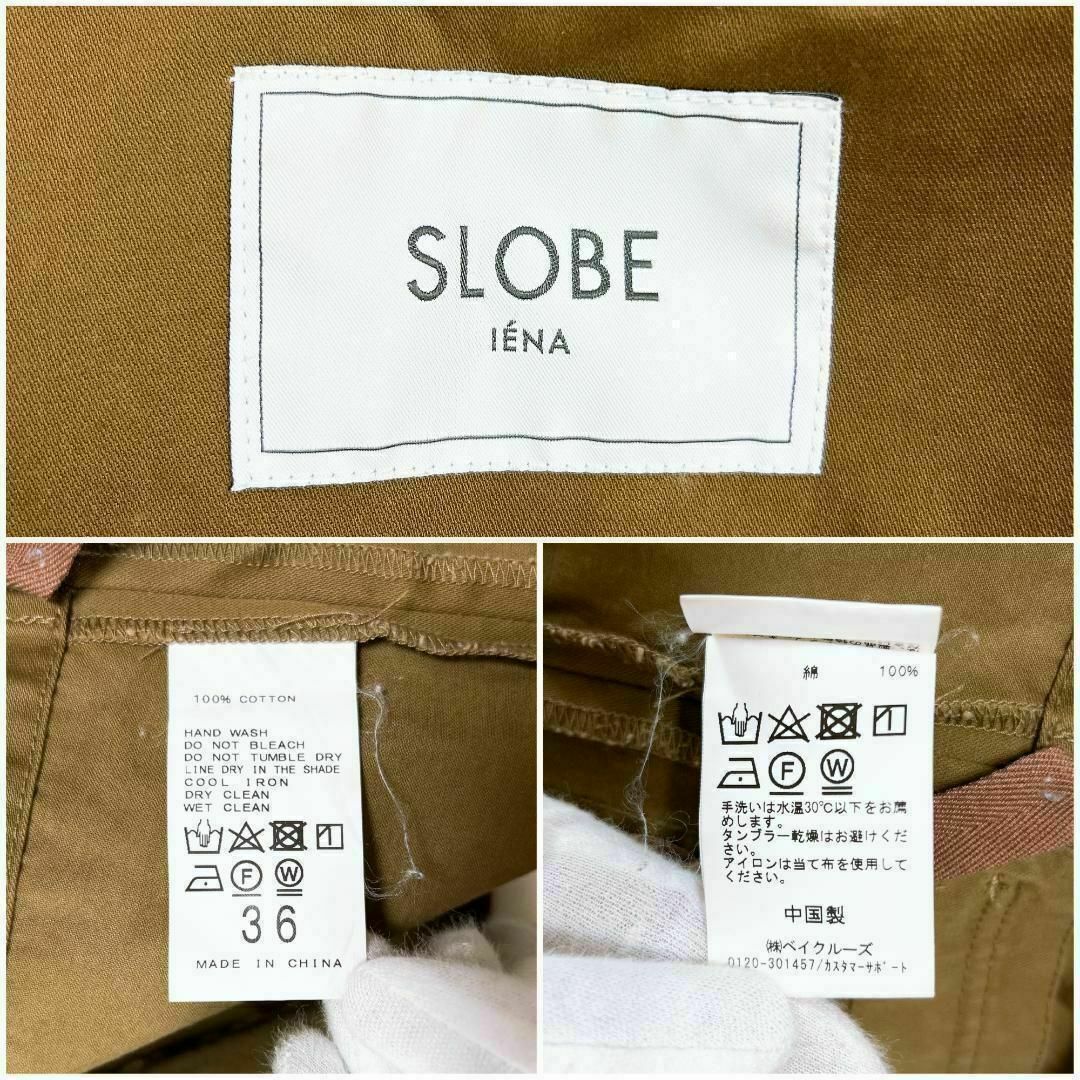 SLOBE
IÉNA
100% COTTON
HAND WASH
DO NOT BLEACH
DO NOT TUMBLE DRY
LINE DRY IN THE SHADE
COOL IRON
DRY CLEAN
WET CLEAN
F W
36
MADE IN CHINA
綿 100%
F W
手洗いは水温30℃以下をお薦
めします。
タンブラー乾燥はお避けくだ
さい。
アイロンは当て布を使用して
ください。
中国製
㈱ベイクルーズ
0120-301457/カスタマーサポート